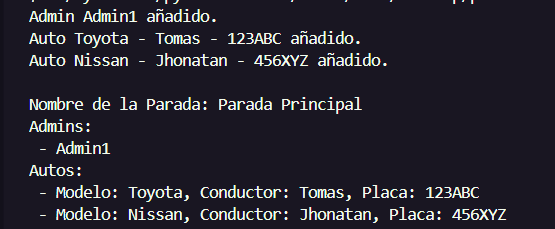 Admin Admin1 añadido.
Auto Toyota - Tomas - 123ABC añadido.
Auto Nissan - Jhonatan - 456XYZ añadido.
Nombre de la Parada: Parada Principal
Admins:
- Admin1
Autos:
- Modelo: Toyota, Conductor: Tomas, Placa: 123ABC
- Modelo: Nissan, Conductor: Jhonatan, Placa: 456XYZ